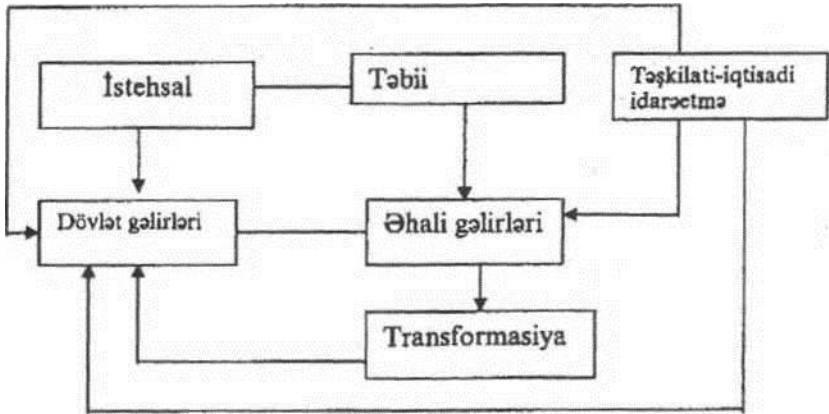 İstehsal
Təbii
Təşkilati-iqtisadi
idarəetmə
Dövlət gəlirləri
Əhali gəlirləri
Transformasiya